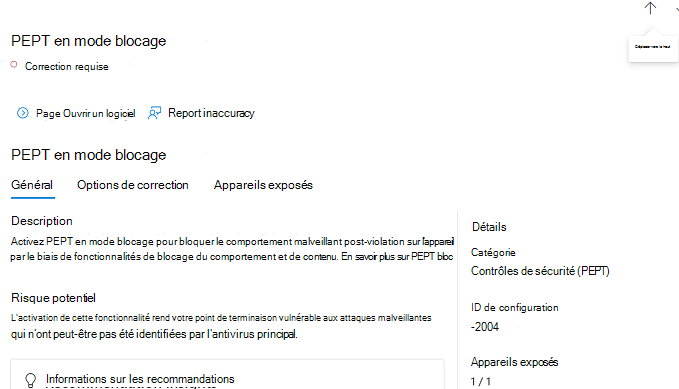 Déplacer vers le haut
PEPT en mode blocage
Correction requise
Page Ouvrir un logiciel
Report inaccuracy
PEPT en mode blocage
Général
Options de correction
Appareils exposés
Description
Activez PEPT en mode blocage pour bloquer le comportement malveillant post-violation sur l'appareil
par le biais de fonctionnalités de blocage du comportement et de contenu. En savoir plus sur PEPT bloc
Risque potentiel
L'activation de cette fonctionnalité rend votre point de terminaison vulnérable aux attaques malveillantes
qui n'ont peut-être pas été identifiées par l'antivirus principal.
Informations sur les recommandations
Détails
Catégorie
Contrôles de sécurité (PEPT)
ID de configuration
-2004
Appareils exposés
1 / 1